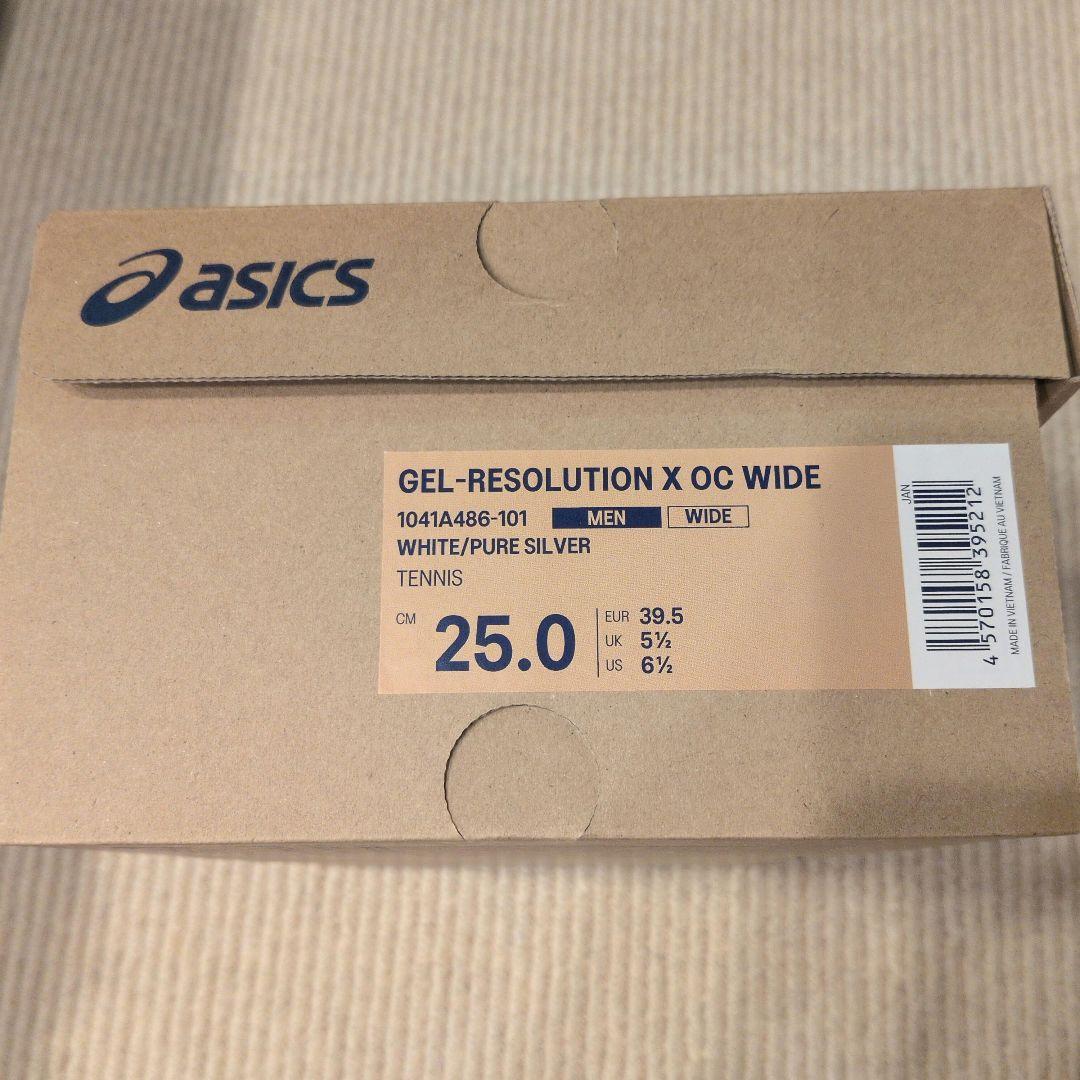 asics
GEL-RESOLUTION X OC WIDE
1041A486-101 MEN WIDE
WHITE/PURE SILVER
TENNIS
CM 25.0
EUR 39.5
UK 5½
US 6½
JAN
4 570158 395212
MADE IN VIETNAM / FABRIQUE AU VIETNAM